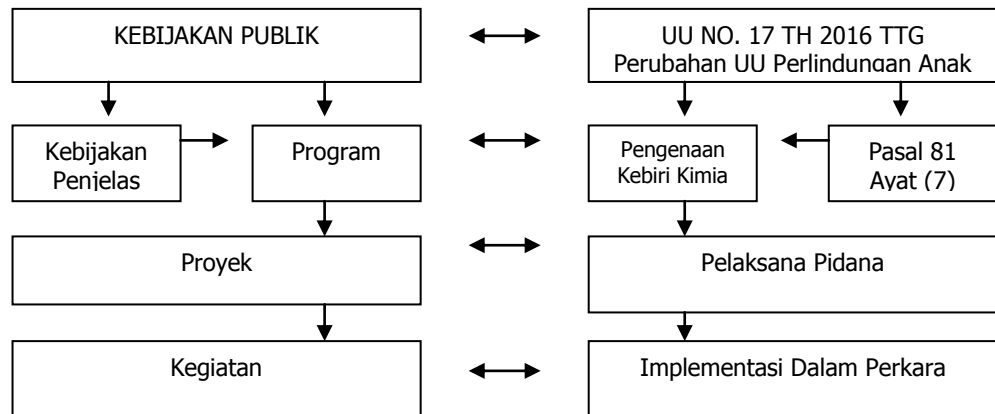 KEBIJAKAN PUBLIK
UU NO. 17 TH 2016 TTG
Perubahan UU Perlindungan Anak
Kebijakan
Penjelas
Program
Pengenaan
Kebiri Kimia
Pasal 81
Ayat (7)
Proyek
Pelaksana Pidana
Kegiatan
Implementasi Dalam Perkara